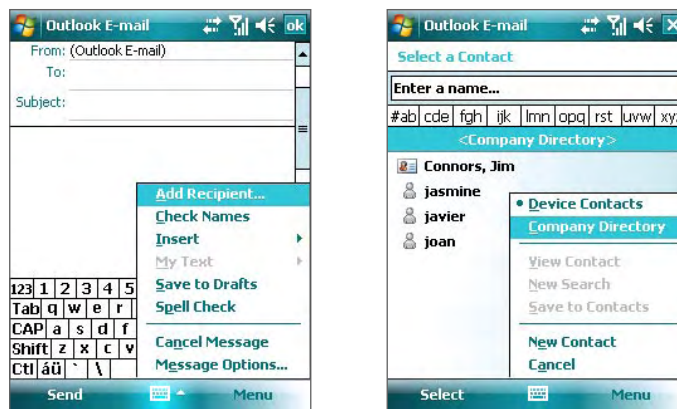 Outlook E-mail ok
From: (Outlook E-mail)
To:
Subject:
Add Recipient...
Check Names
Insert
My Text
Save to Drafts
Spell Check
Cancel Message
Message Options...
123 1 2 3 4 5
Tab q w e r
CAP a s d f
Shift z x c v
Ctl áü ` \
Send Menu
Outlook E-mail X
Select a Contact
Enter a name...
#ab cde fgh ijk lmn opq rst uvw xyz
<Company Directory>
Connors, Jim
jasmine
javier
joan
Device Contacts
Company Directory
View Contact
New Search
Save to Contacts
New Contact
Cancel
Select Menu